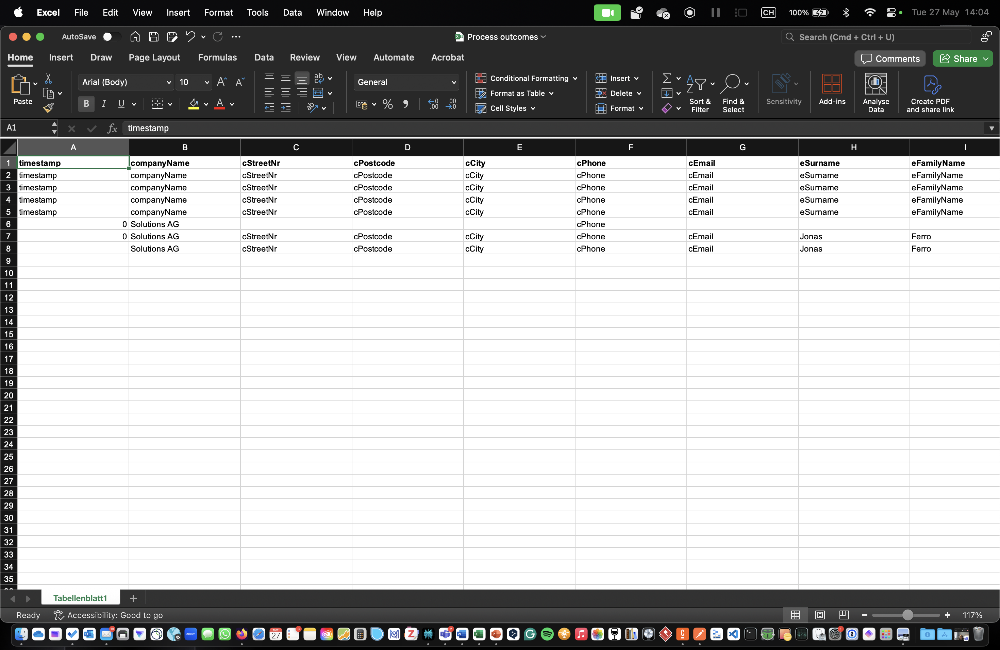 Excel File Edit View Insert Format Tools Data Window Help CH 100% Tue 27 May 14:04
AutoSave Process outcomes Search (Cmd + Ctrl + U)
Home Insert Draw Page Layout Formulas Data Review View Automate Acrobat Comments Share
Paste Arial (Body) 10 General Conditional Formatting Format as Table Cell Styles Insert Delete Format Sort & Filter Find & Select Sensitivity Add-ins Analyse Data Create PDF and share link
A1 fx timestamp
A B C D E F G H I
1 timestamp companyName cStreetNr cPostcode cCity cPhone cEmail eSurname eFamilyName
2 timestamp companyName cStreetNr cPostcode cCity cPhone cEmail eSurname eFamilyName
3 timestamp companyName cStreetNr cPostcode cCity cPhone cEmail eSurname eFamilyName
4 timestamp companyName cStreetNr cPostcode cCity cPhone cEmail eSurname eFamilyName
5 timestamp companyName cStreetNr cPostcode cCity cPhone cEmail eSurname eFamilyName
6 0 Solutions AG cPhone
7 0 Solutions AG cStreetNr cPostcode cCity cPhone cEmail Jonas Ferro
8 Solutions AG cStreetNr cPostcode cCity cPhone cEmail Jonas Ferro
9
10
11
12
13
14
15
16
17
18
19
20
21
22
23
24
25
26
27
28
29
30
31
32
33
34
35
Tabellenblatt1
Ready Accessibility: Good to go 117%
18 zoom MAY 27 3 2